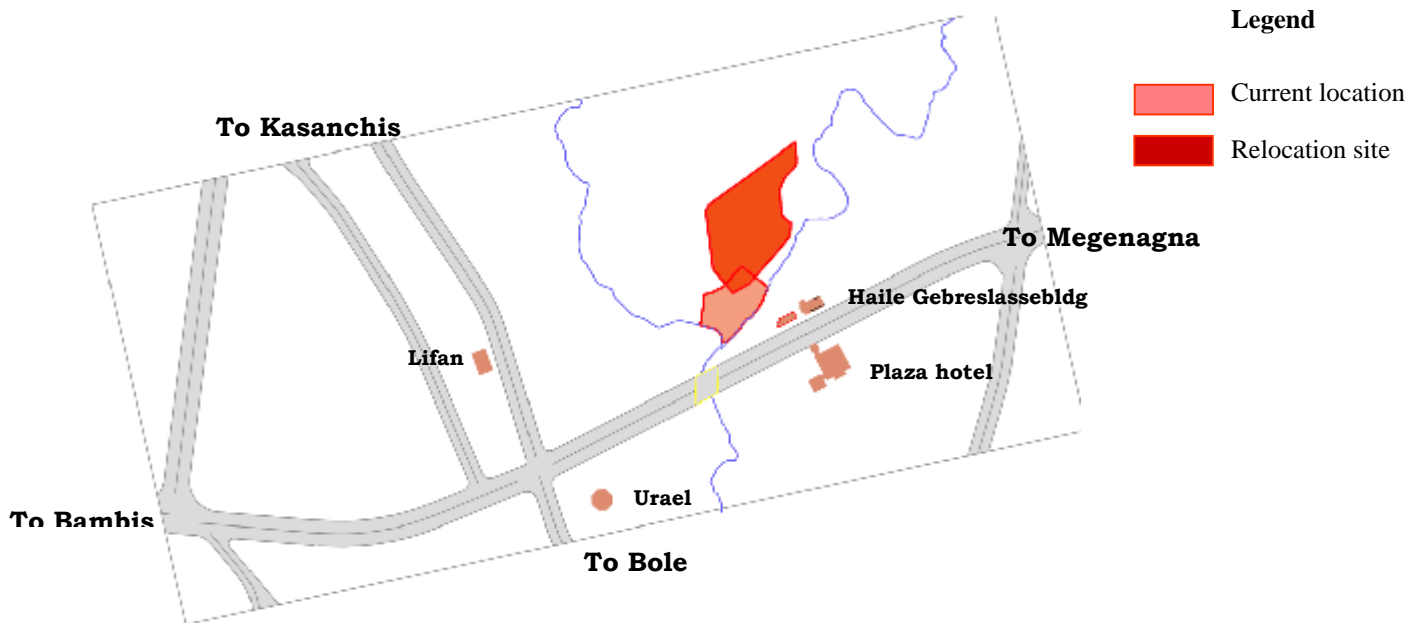 Legend
Current location
To Kasanchis
Relocation site
To Megenagna
Haile Gebreslassebldg
Lifan
Plaza hotel
Urael
To Bambis
To Bole